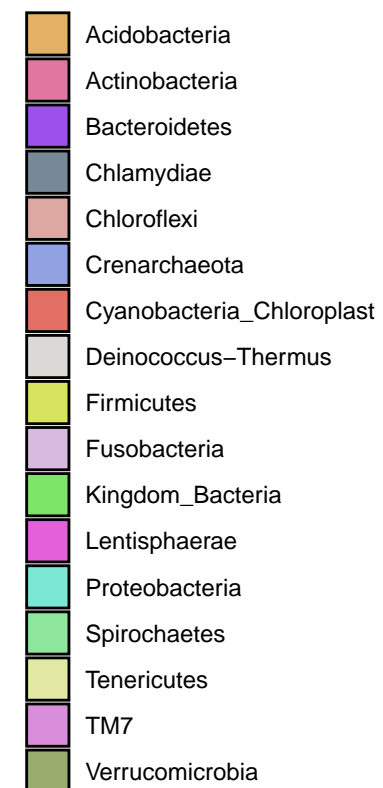 Acidobacteria
Actinobacteria
Bacteroidetes
Chlamydiae
Chloroflexi
Crenarchaeota
Cyanobacteria_Chloroplast
Deinococcus−Thermus
Firmicutes
Fusobacteria
Kingdom_Bacteria
Lentisphaerae
Proteobacteria
Spirochaetes
Tenericutes
TM7
Verrucomicrobia